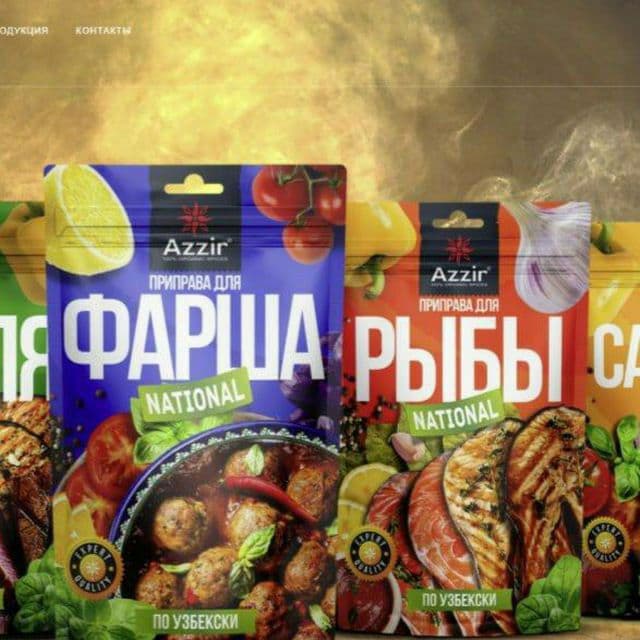 ОДУКЦИЯ КОНТАКТЫ
Azzir
ПРИПРАВА ДЛЯ
ФАРША
NATIONAL
EXPERT
QUALITY
ПО УЗБЕКСКИ
Azzir
ПРИПРАВА ДЛЯ
РЫБЫ
NATIONAL
EXPERT
QUALITY
ПО УЗБЕКСКИ
ЛЯ
СА
EXPERT
QUALITY